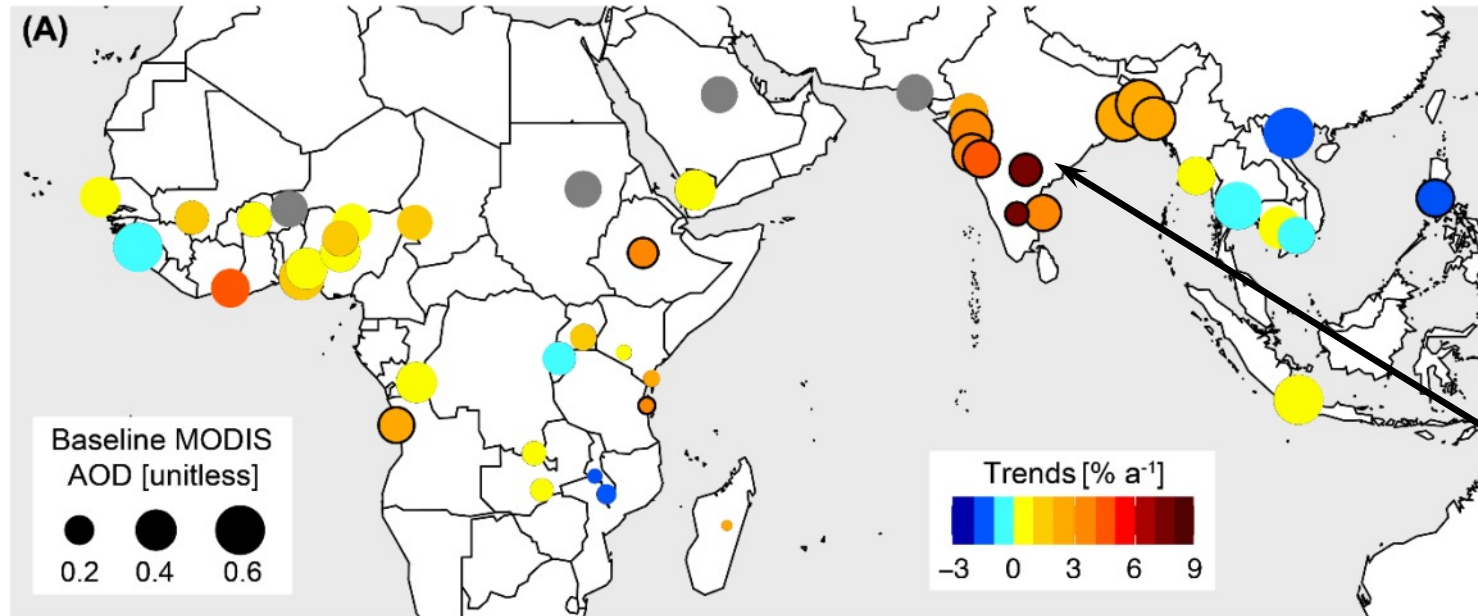 (A)
Baseline MODIS
AOD [unitless]
0.2 0.4 0.6
Trends [% a⁻¹]
−3 0 3 6 9